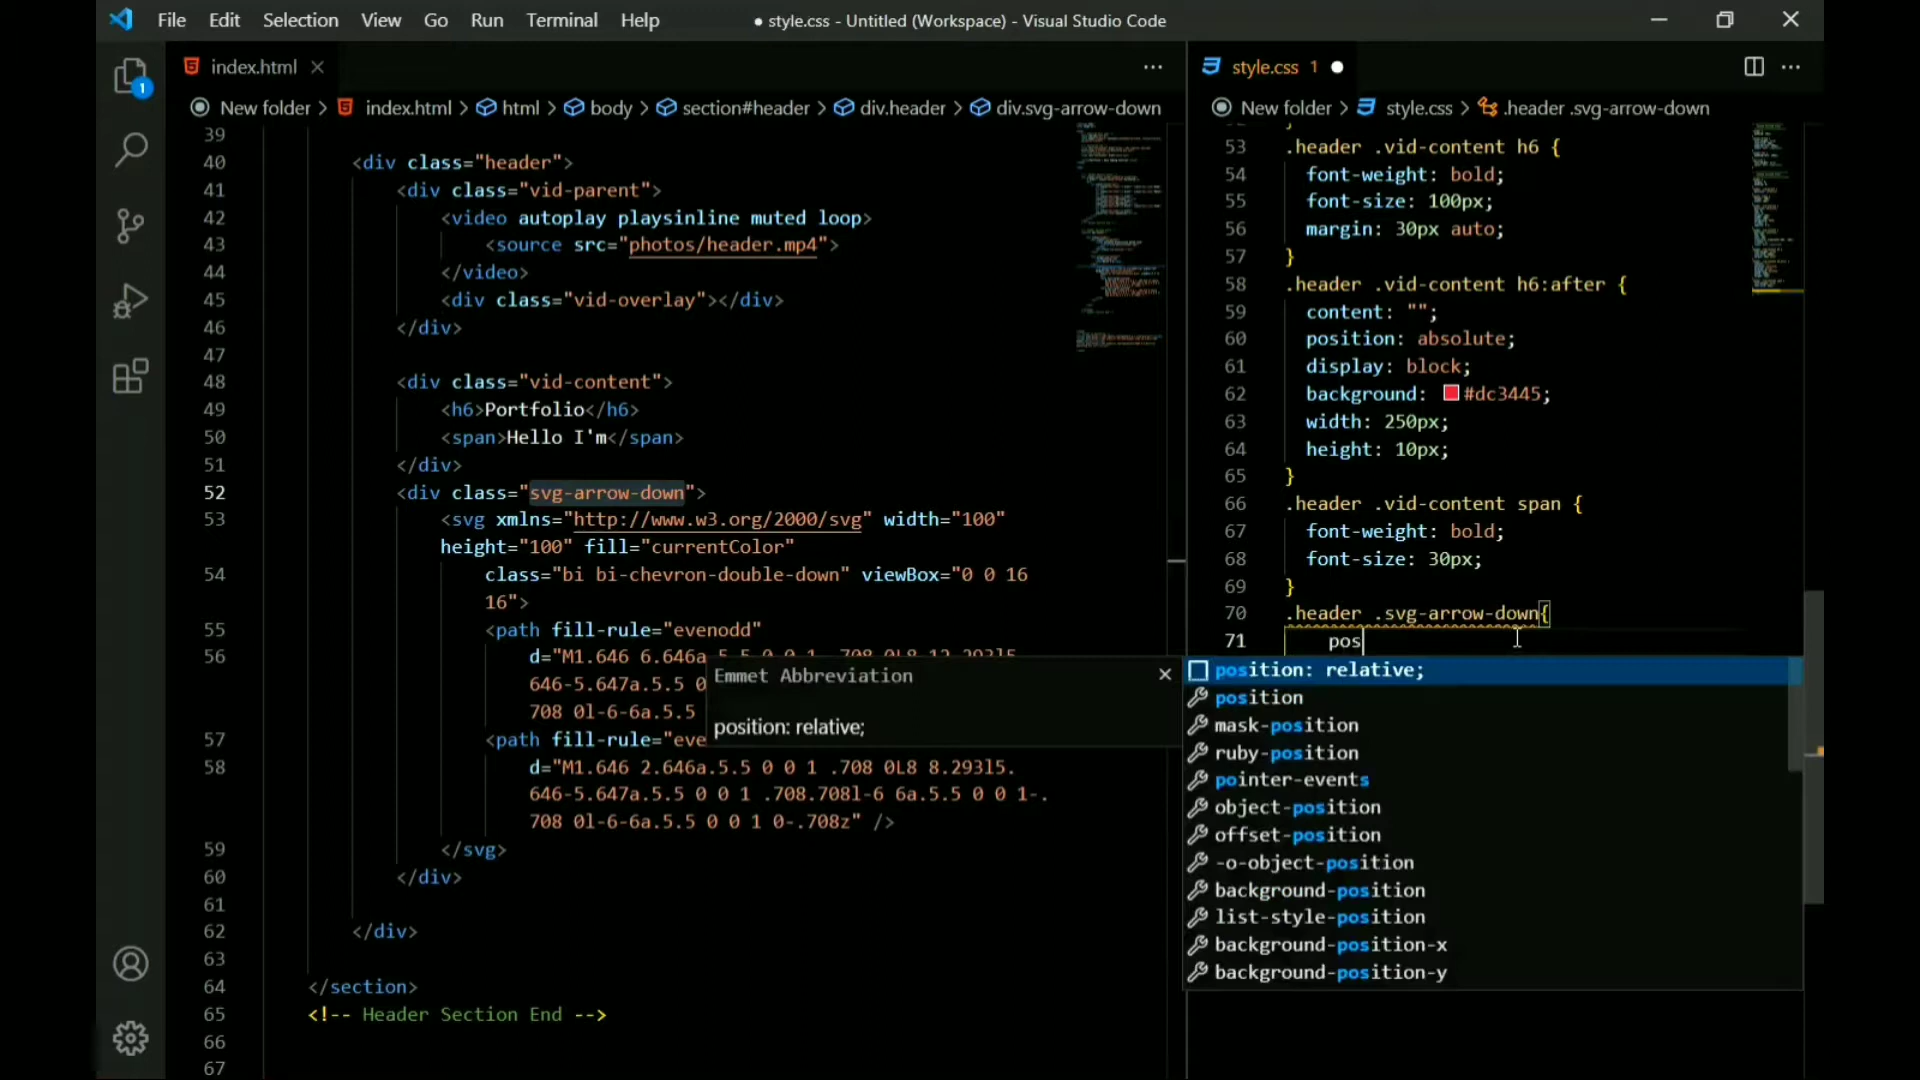 File Edit Selection View Go Run Terminal Help
● style.css - Untitled (Workspace) - Visual Studio Code
index.html
New folder > index.html > html > body > section#header > div.header > div.svg-arrow-down
39
40 <div class="header">
41 <div class="vid-parent">
42 <video autoplay playsinline muted loop>
43 <source src="photos/header.mp4">
44 </video>
45 <div class="vid-overlay"></div>
46 </div>
47
48 <div class="vid-content">
49 <h6>Portfolio</h6>
50 <span>Hello I'm</span>
51 </div>
52 <div class="svg-arrow-down">
53 <svg xmlns="http://www.w3.org/2000/svg" width="100"
height="100" fill="currentColor"
54 class="bi bi-chevron-double-down" viewBox="0 0 16
16">
55 <path fill-rule="evenodd"
56 d="M1.646 6.646a.5.5 0 0 1 .708 0L8 12.293l5.
646-5.647a.5.5 0
708 0l-6-6a.5.5
57 <path fill-rule="eve
58 d="M1.646 2.646a.5.5 0 0 1 .708 0L8 8.293l5.
646-5.647a.5.5 0 0 1 .708.708l-6 6a.5.5 0 0 1-.
708 0l-6-6a.5.5 0 0 1 0-.708z" />
59 </svg>
60 </div>
61
62 </div>
63
64 </section>
65 <!-- Header Section End -->
66
67
1
style.css 1 ●
New folder > style.css > .header .svg-arrow-down
}
53 .header .vid-content h6 {
54 font-weight: bold;
55 font-size: 100px;
56 margin: 30px auto;
57 }
58 .header .vid-content h6:after {
59 content: "";
60 position: absolute;
61 display: block;
62 background: #dc3445;
63 width: 250px;
64 height: 10px;
65 }
66 .header .vid-content span {
67 font-weight: bold;
68 font-size: 30px;
69 }
70 .header .svg-arrow-down{
71 pos
Emmet Abbreviation
position: relative;
position: relative;
position
mask-position
ruby-position
pointer-events
object-position
offset-position
-o-object-position
background-position
list-style-position
background-position-x
background-position-y